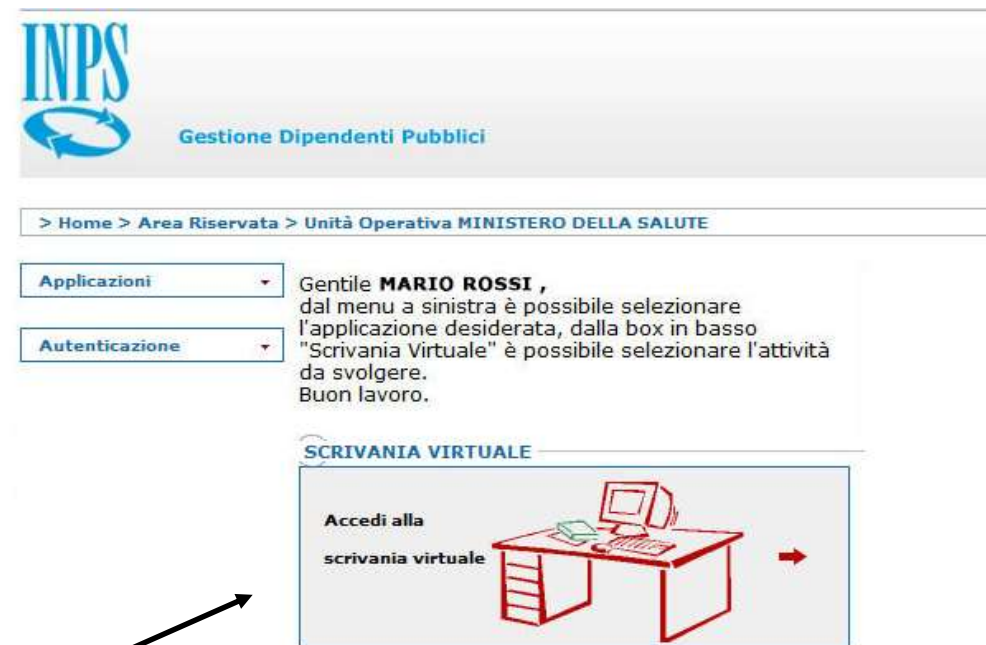 INPS
Gestione Dipendenti Pubblici
> Home > Area Riservata > Unità Operativa MINISTERO DELLA SALUTE
Applicazioni
Autenticazione
Gentile MARIO ROSSI ,
dal menu a sinistra è possibile selezionare
l'applicazione desiderata, dalla box in basso
"Scrivania Virtuale" è possibile selezionare l'attività
da svolgere.
Buon lavoro.
SCRIVANIA VIRTUALE
Accedi alla
scrivania virtuale